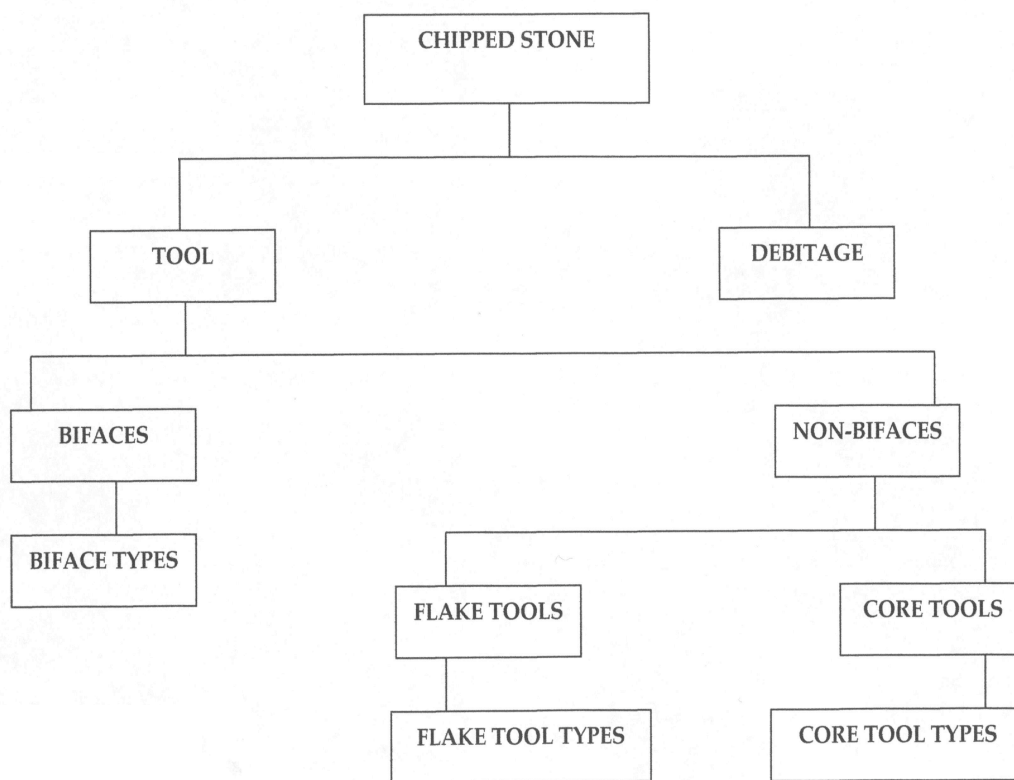 CHIPPED STONE
TOOL
DEBITAGE
BIFACES
NON-BIFACES
BIFACE TYPES
FLAKE TOOLS
CORE TOOLS
FLAKE TOOL TYPES
CORE TOOL TYPES